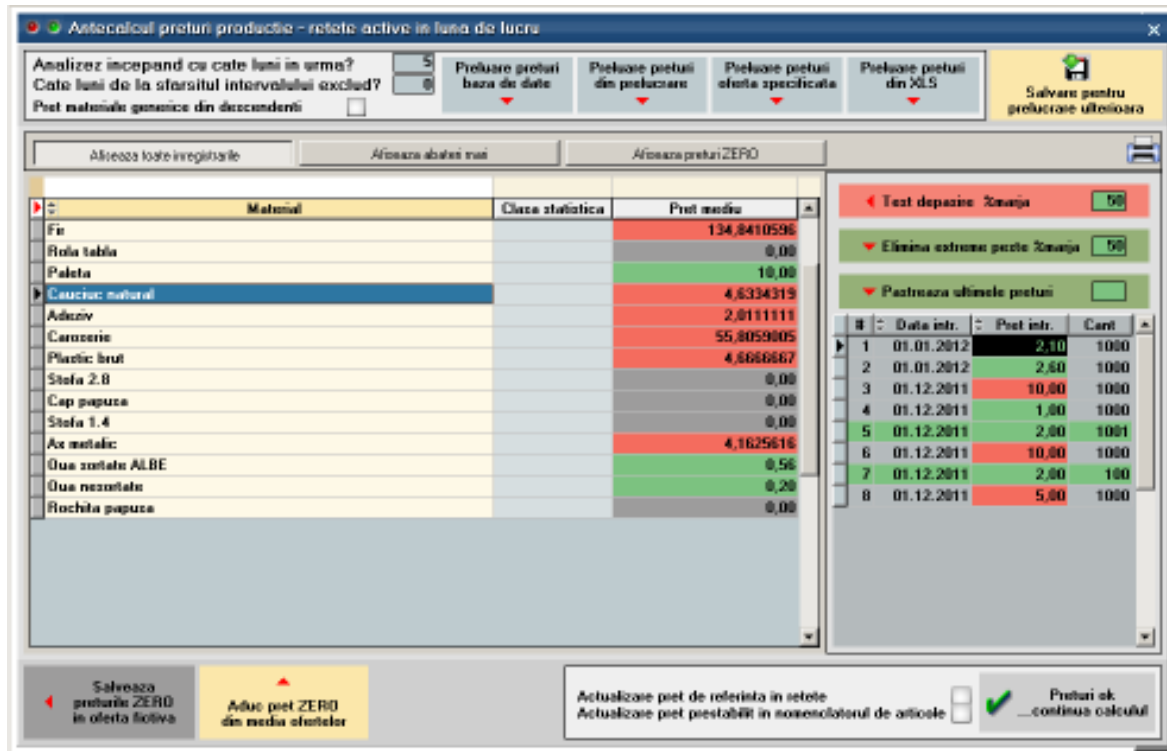 Antecalcul preturi productie - retete active in luna de lucru
Analizez incepand cu cate luni in urma? 5
Cate luni de la sfarsitul intervalului exclud? 0
Pret materiale generice din descendenti
Preluare preturi
baza de date
Preluare preturi
din prelucrare
Preluare preturi
oferta specificata
Preluare preturi
din XLS
Salvare pentru
prelucrare ulterioara
Afiseaza toate inregistrarile
Afiseaza abateri mari
Afiseaza preturi ZERO
Material Clasa statistica Pret mediu
Fir 134,8410596
Rola tabla 0,00
Paleta 10,00
Cauciuc natural 4,6334319
Adeziv 2,0111111
Caroserie 55,8059005
Plastic brut 4,6666667
Stofa 2.8 0,00
Cap papusa 0,00
Stofa 1.4 0,00
Ax metalic 4,1625616
Oua sortate ALBE 0,56
Oua nesortate 0,20
Rochita papusa 0,00
Test depasire %marja 50
Elimina extreme peste %marja 50
Pastreaza ultimele preturi
# Data intr. Pret intr. Cant
1 01.01.2012 2,10 1000
2 01.01.2012 2,60 1000
3 01.12.2011 10,00 1000
4 01.12.2011 1,00 1000
5 01.12.2011 2,00 1001
6 01.12.2011 10,00 1000
7 01.12.2011 2,00 100
8 01.12.2011 5,00 1000
Salveaza
preturile ZERO
in oferta fictiva
Aduc pret ZERO
din media ofertelor
Actualizare pret de referinta in retete
Actualizare pret prestabilit in nomenclatorul de articole
Preturi ok
....continua calculul